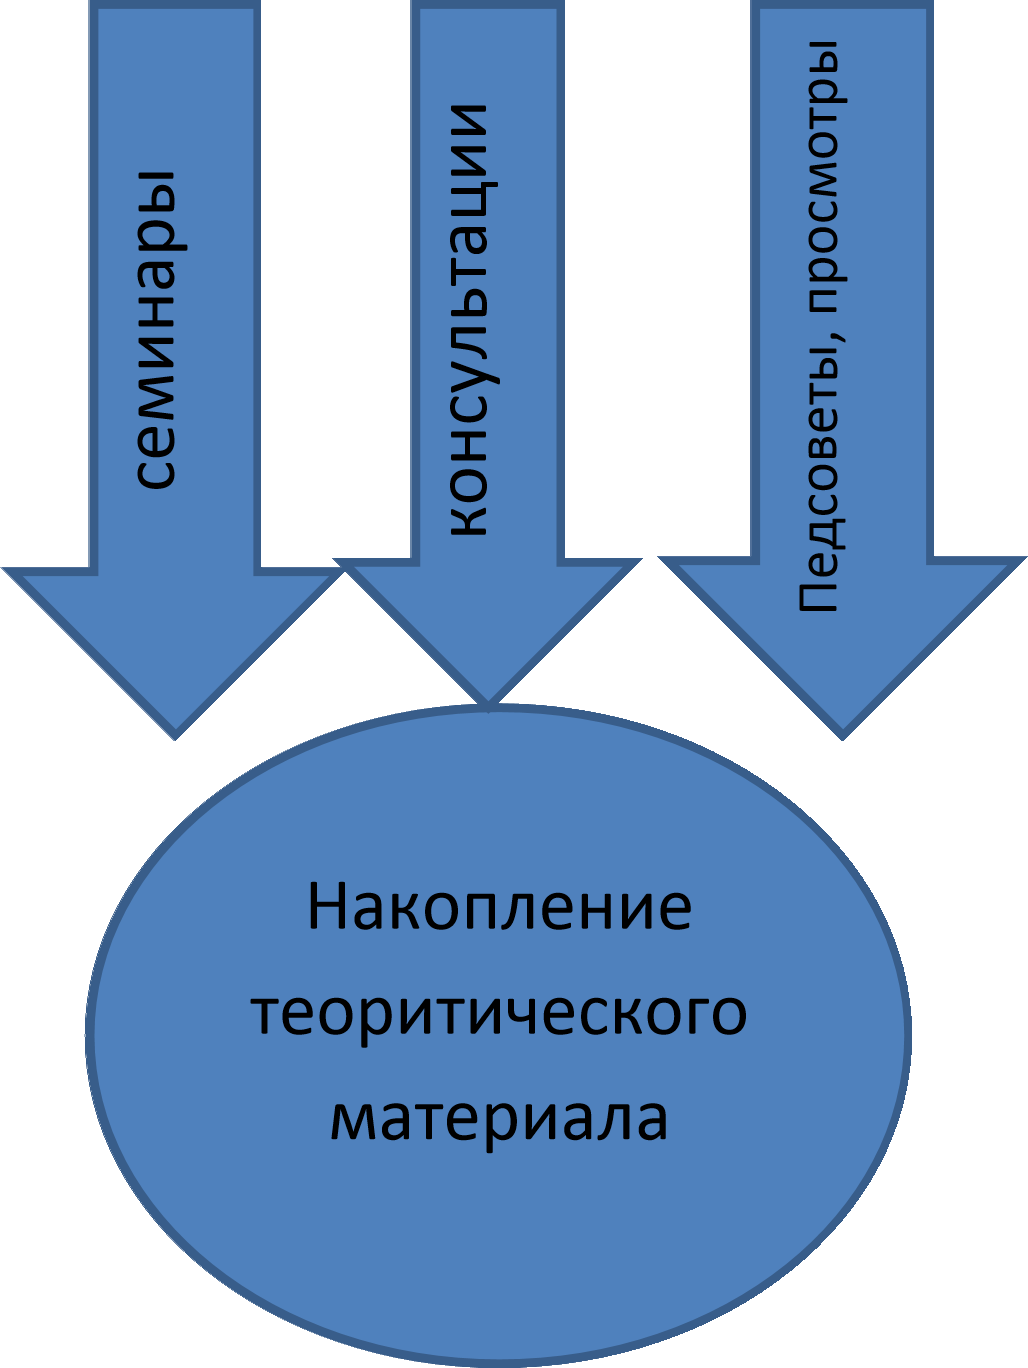 семинары
консультации
Педсоветы, просмотры
Накопление
теоритического
материала